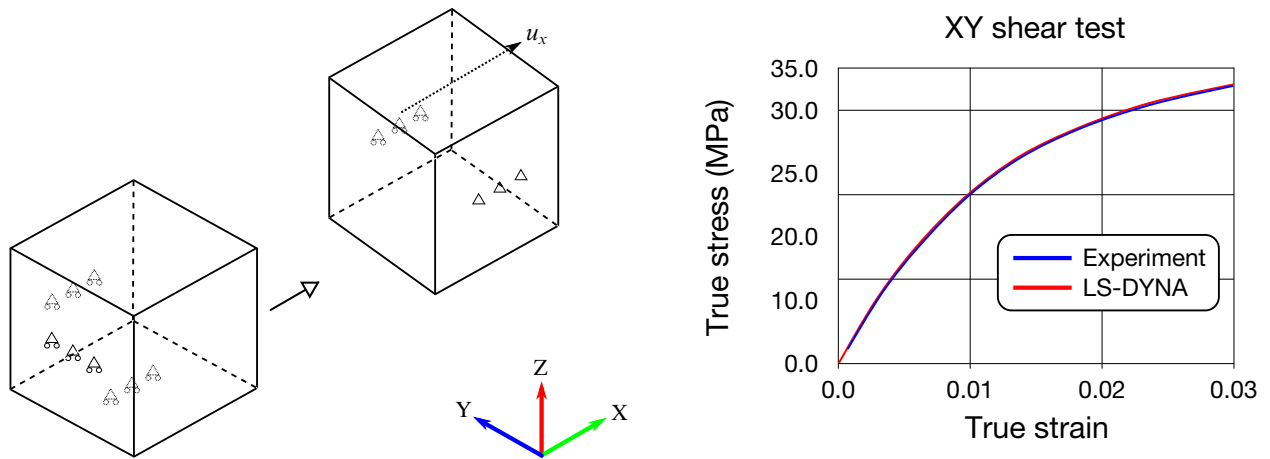 u_x
Y
Z
X
XY shear test
True stress (MPa)
35.0
30.0
25.0
20.0
10.0
0.0
0.0
0.01
0.02
0.03
True strain
Experiment
LS-DYNA